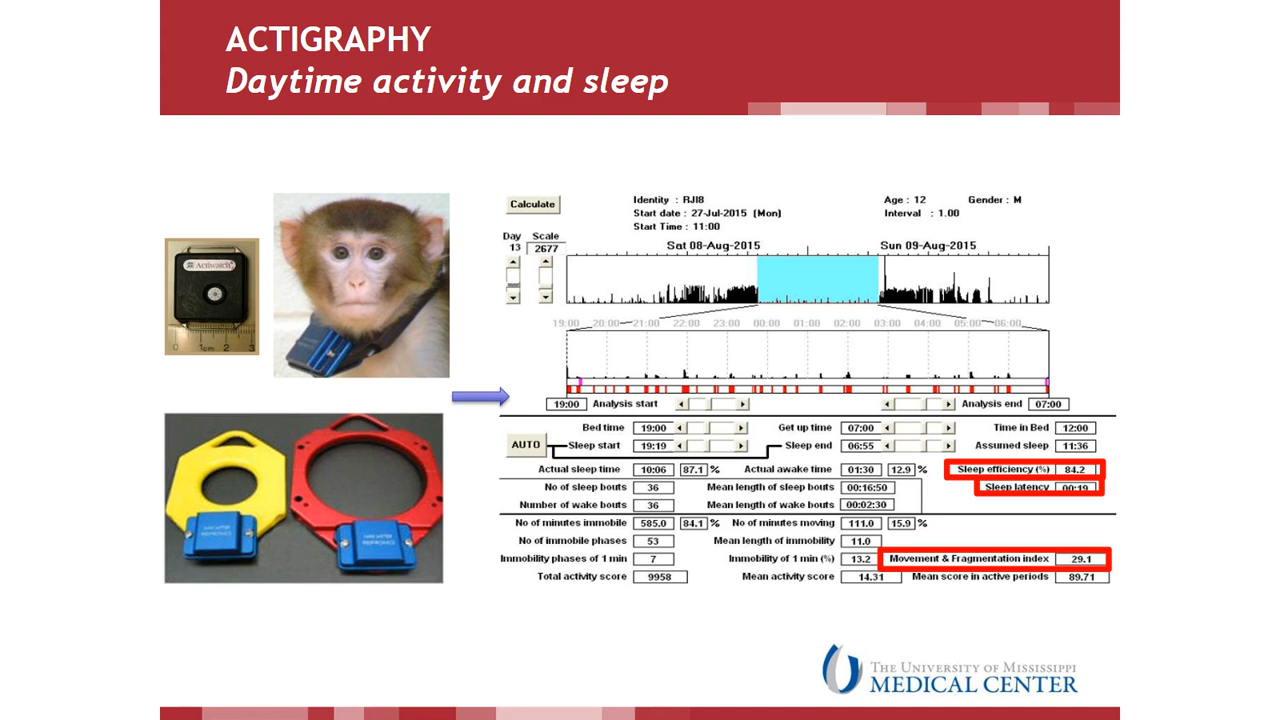 ACTIGRAPHY
Daytime activity and sleep
Actiwatch
0 1cm 2 3
Calculate
Identity : RJI8
Age : 12 Gender : M
Start date : 27-Jul-2015 (Mon)
Interval : 1.00
Start Time : 11:00
Day Scale
13 2677
Sat 08-Aug-2015 Sun 09-Aug-2015
19:00 20:00 21:00 22:00 23:00 00:00 01:00 02:00 03:00 04:00 05:00 06:00
19:00 Analysis start Analysis end 07:00
Bed time 19:00 Get up time 07:00 Time in Bed 12:00
AUTO Sleep start 19:19 Sleep end 06:55 Assumed sleep 11:36
Actual sleep time 10:06 87.1 % Actual awake time 01:30 12.9 % Sleep efficiency (%) 84.2
No of sleep bouts 36 Mean length of sleep bouts 00:16:50 Sleep latency 00:19
Number of wake bouts 36 Mean length of wake bouts 00:02:30
No of minutes immobile 585.0 84.1 % No of minutes moving 111.0 15.9 %
No of immobile phases 53 Mean length of immobility 11.0
Immobility phases of 1 min 7 Immobility of 1 min (%) 13.2 Movement & Fragmentation index 29.1
Total activity score 9958 Mean activity score 14.31 Mean score in active periods 89.71
THE UNIVERSITY OF MISSISSIPPI
MEDICAL CENTER